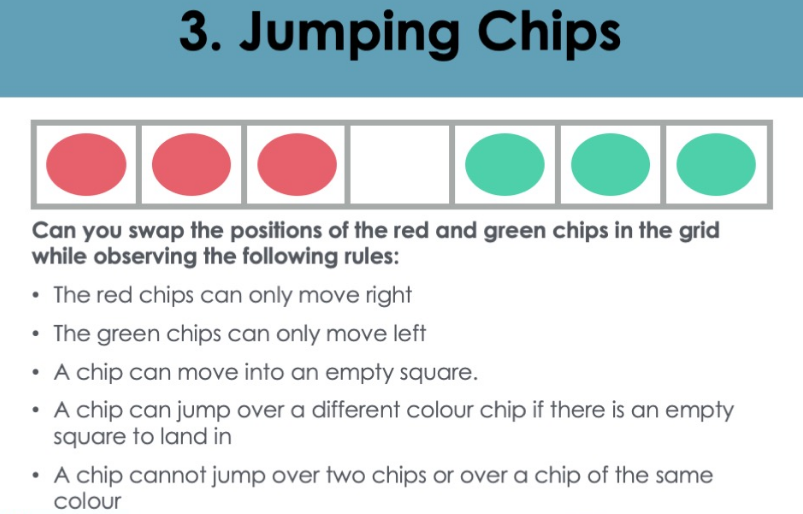 3. Jumping Chips
Can you swap the positions of the red and green chips in the grid
while observing the following rules:
• The red chips can only move right
• The green chips can only move left
• A chip can move into an empty square.
• A chip can jump over a different colour chip if there is an empty
square to land in
• A chip cannot jump over two chips or over a chip of the same
colour